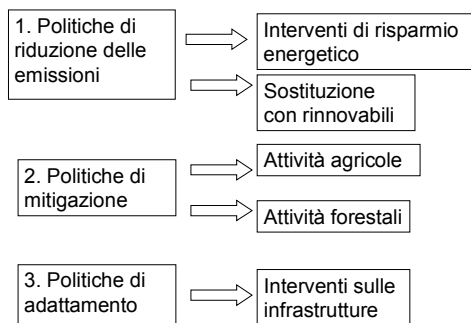 1. Politiche di
riduzione delle
emissioni
Interventi di risparmio
energetico
Sostituzione
con rinnovabili
2. Politiche di
mitigazione
Attività agricole
Attività forestali
3. Politiche di
adattamento
Interventi sulle
infrastrutture